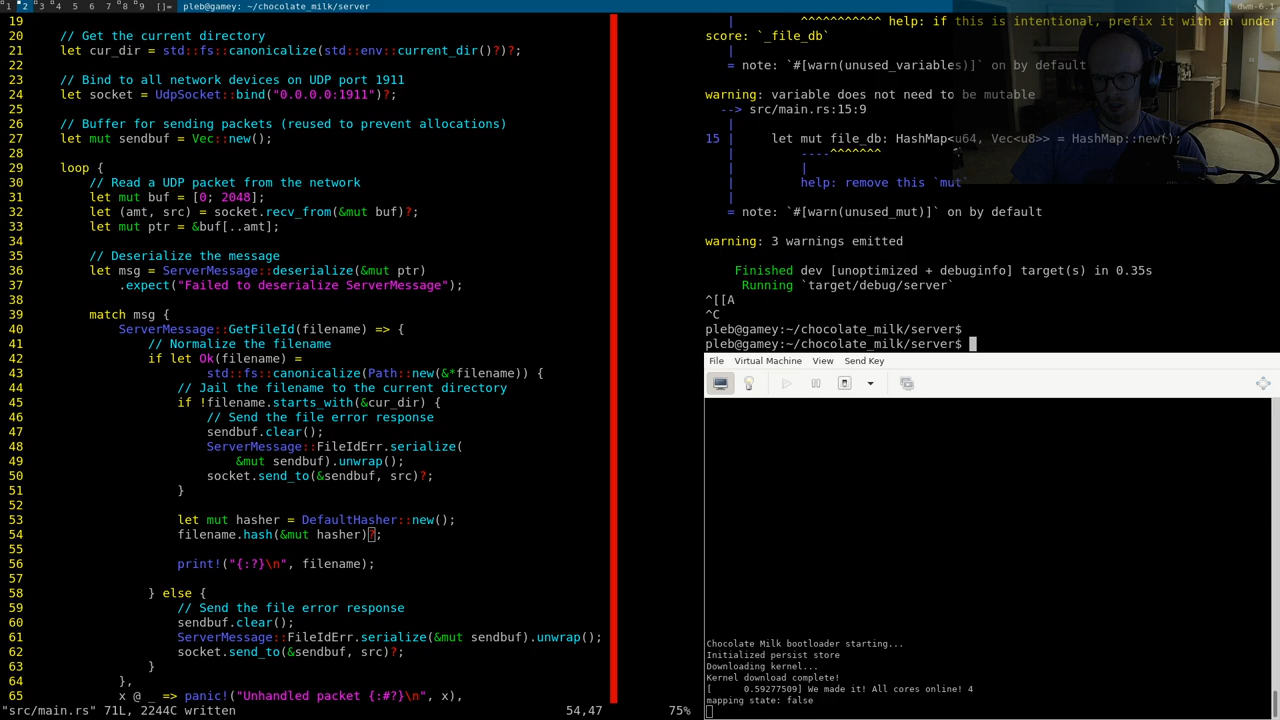 1 2 3 4 5 6 7 8 9 []= pleb@gamey: ~/chocolate_milk/server dwm-6.1
19
20 // Get the current directory
21 let cur_dir = std::fs::canonicalize(std::env::current_dir()?)?;
22
23 // Bind to all network devices on UDP port 1911
24 let socket = UdpSocket::bind("0.0.0.0:1911")?;
25
26 // Buffer for sending packets (reused to prevent allocations)
27 let mut sendbuf = Vec::new();
28
29 loop {
30 // Read a UDP packet from the network
31 let mut buf = [0; 2048];
32 let (amt, src) = socket.recv_from(&mut buf)?;
33 let mut ptr = &buf[..amt];
34
35 // Deserialize the message
36 let msg = ServerMessage::deserialize(&mut ptr)
37 .expect("Failed to deserialize ServerMessage");
38
39 match msg {
40 ServerMessage::GetFileId(filename) => {
41 // Normalize the filename
42 if let Ok(filename) =
43 std::fs::canonicalize(Path::new(&*filename)) {
44 // Jail the filename to the current directory
45 if !filename.starts_with(&cur_dir) {
46 // Send the file error response
47 sendbuf.clear();
48 ServerMessage::FileIdErr.serialize(
49 &mut sendbuf).unwrap();
50 socket.send_to(&sendbuf, src)?;
51 }
52
53 let mut hasher = DefaultHasher::new();
54 filename.hash(&mut hasher)?;
55
56 print!("{:?}\n", filename);
57
58 } else {
59 // Send the file error response
60 sendbuf.clear();
61 ServerMessage::FileIdErr.serialize(&mut sendbuf).unwrap();
62 socket.send_to(&sendbuf, src)?;
63 }
64 },
65 x @ _ => panic!("Unhandled packet {:#?}\n", x),
"src/main.rs" 71L, 2244C written 54,47 75%
| ^^^^^^^^^^^ help: if this is intentional, prefix it with an under
score: `_file_db`
|
= note: `#[warn(unused_variables)]` on by default
warning: variable does not need to be mutable
--> src/main.rs:15:9
|
15 | let mut file_db: HashMap<u64, Vec<u8>> = HashMap::new();
| ----^^^^^^^
| |
| help: remove this `mut`
|
= note: `#[warn(unused_mut)]` on by default
warning: 3 warnings emitted
Finished dev [unoptimized + debuginfo] target(s) in 0.35s
Running `target/debug/server`
^[[A
^C
pleb@gamey:~/chocolate_milk/server$
pleb@gamey:~/chocolate_milk/server$
File Virtual Machine View Send Key
Chocolate Milk bootloader starting...
Initialized persist store
Downloading kernel...
Kernel download complete!
[ 0.59277509] We made it! All cores online! 4
mapping state: false